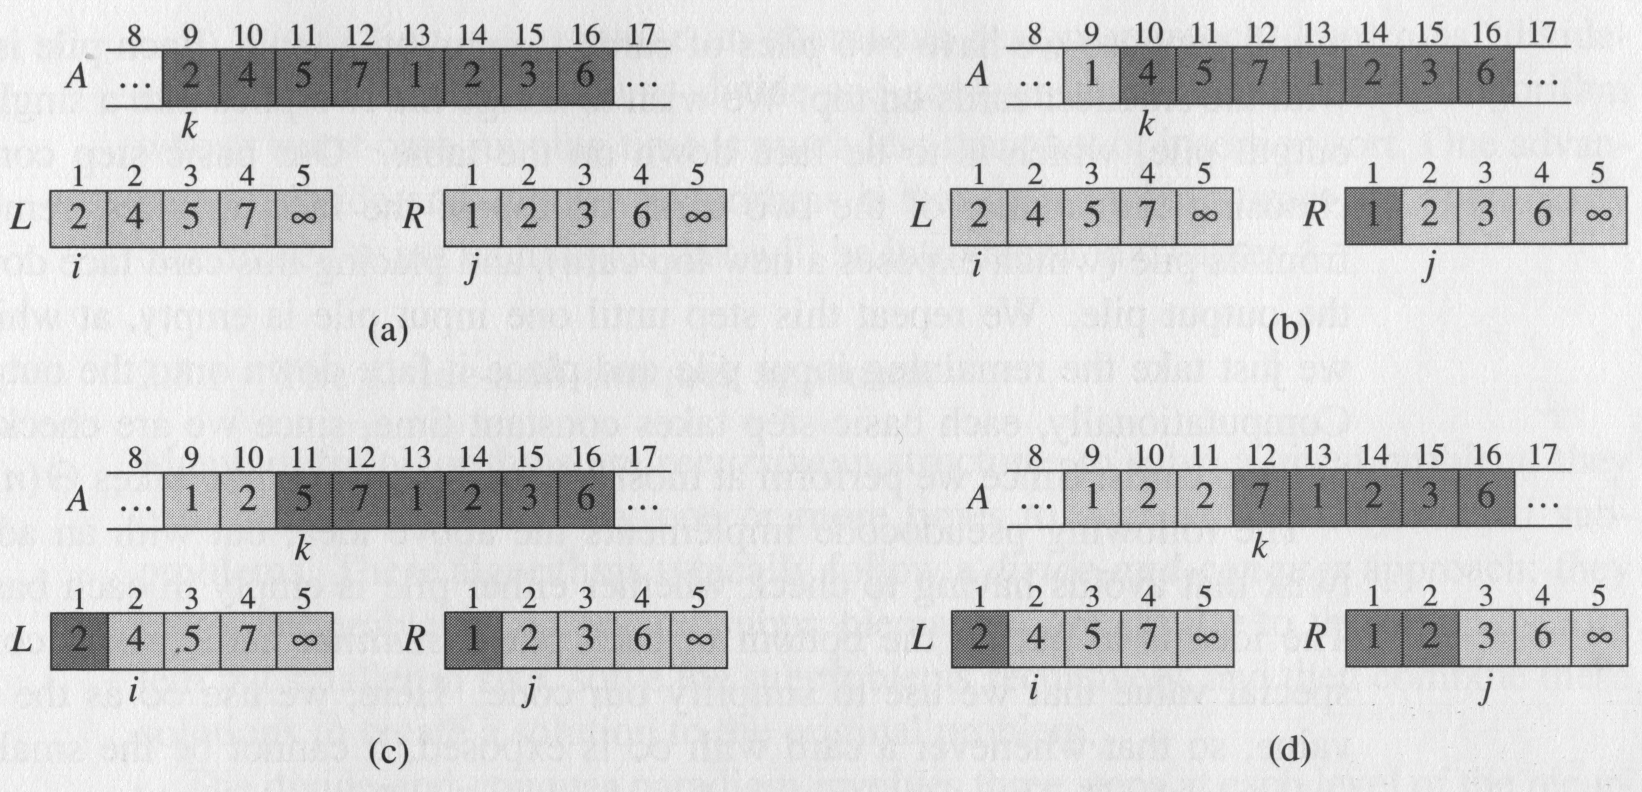 8 9 10 11 12 13 14 15 16 17
A … 2 4 5 7 1 2 3 6 …
k
1 2 3 4 5
L 2 4 5 7 ∞
i
1 2 3 4 5
R 1 2 3 6 ∞
j
(a)
8 9 10 11 12 13 14 15 16 17
A … 1 4 5 7 1 2 3 6 …
k
1 2 3 4 5
L 2 4 5 7 ∞
i
1 2 3 4 5
R 1 2 3 6 ∞
j
(b)
8 9 10 11 12 13 14 15 16 17
A … 1 2 5 7 1 2 3 6 …
k
1 2 3 4 5
L 2 4 5 7 ∞
i
1 2 3 4 5
R 1 2 3 6 ∞
j
(c)
8 9 10 11 12 13 14 15 16 17
A … 1 2 2 7 1 2 3 6 …
k
1 2 3 4 5
L 2 4 5 7 ∞
i
1 2 3 4 5
R 1 2 3 6 ∞
j
(d)